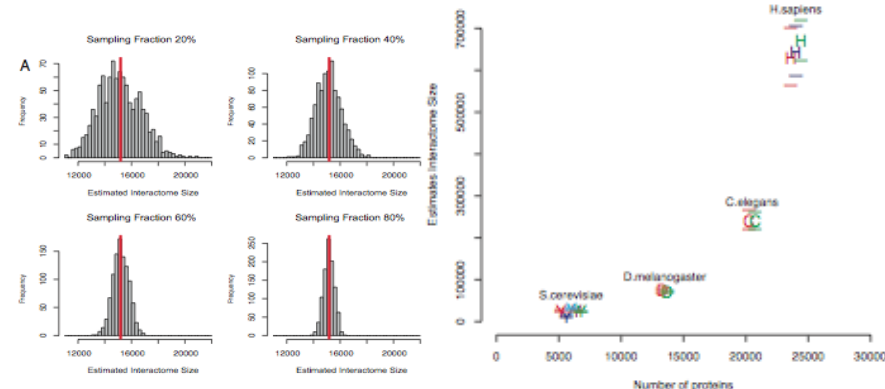 A
Sampling Fraction 20%
Frequency
0 10 30 50 70
12000 16000 20000
Estimated Interactome Size
Sampling Fraction 40%
Frequency
0 20 40 60 80 100
12000 16000 20000
Estimated Interactome Size
Sampling Fraction 60%
Frequency
0 50 100 150
12000 16000 20000
Estimated Interactome Size
Sampling Fraction 80%
Frequency
0 50 100 150 200 250
12000 16000 20000
Estimated Interactome Size
Estimates Interactome Size
0 100000 300000 500000 700000
H.sapiens
H H H
C.elegans
C C
D.melanogaster
D D
S.cerevisiae
Y Y Y Y
0 5000 10000 15000 20000 25000 30000
Number of proteins